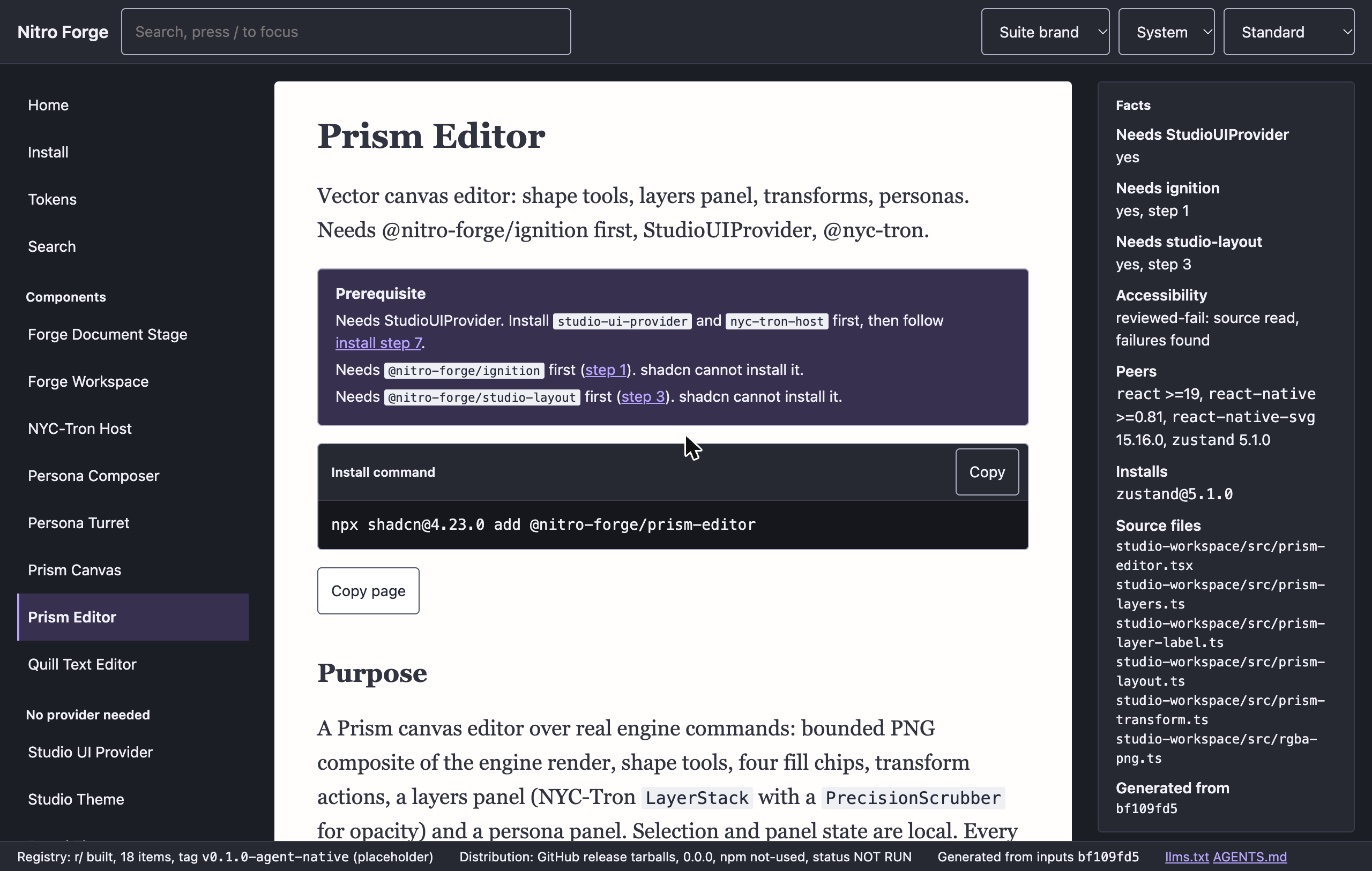 Nitro Forge
Search, press / to focus
Suite brand
System
Standard
Home
Install
Tokens
Search
Components
Forge Document Stage
Forge Workspace
NYC-Tron Host
Persona Composer
Persona Turret
Prism Canvas
Prism Editor
Quill Text Editor
No provider needed
Studio UI Provider
Studio Theme
Prism Editor
Vector canvas editor: shape tools, layers panel, transforms, personas.
Needs @nitro-forge/ignition first, StudioUIProvider, @nyc-tron.
Prerequisite
Needs StudioUIProvider. Install studio-ui-provider and nyc-tron-host first, then follow
install step 7.
Needs @nitro-forge/ignition first (step 1). shadcn cannot install it.
Needs @nitro-forge/studio-layout first (step 3). shadcn cannot install it.
Install command
Copy
npx shadcn@4.23.0 add @nitro-forge/prism-editor
Copy page
Purpose
A Prism canvas editor over real engine commands: bounded PNG
composite of the engine render, shape tools, four fill chips, transform
actions, a layers panel (NYC-Tron LayerStack with a PrecisionScrubber
for opacity) and a persona panel. Selection and panel state are local. Every
Facts
Needs StudioUIProvider
yes
Needs ignition
yes, step 1
Needs studio-layout
yes, step 3
Accessibility
reviewed-fail: source read,
failures found
Peers
react >=19, react-native
>=0.81, react-native-svg
15.16.0, zustand 5.1.0
Installs
zustand@5.1.0
Source files
studio-workspace/src/prism-
editor.tsx
studio-workspace/src/prism-
layers.ts
studio-workspace/src/prism-
layer-label.ts
studio-workspace/src/prism-
layout.ts
studio-workspace/src/prism-
transform.ts
studio-workspace/src/rgba-
png.ts
Generated from
bf109fd5
Registry: r/ built, 18 items, tag v0.1.0-agent-native (placeholder)
Distribution: GitHub release tarballs, 0.0.0, npm not-used, status NOT RUN
Generated from inputs bf109fd5
llms.txt AGENTS.md